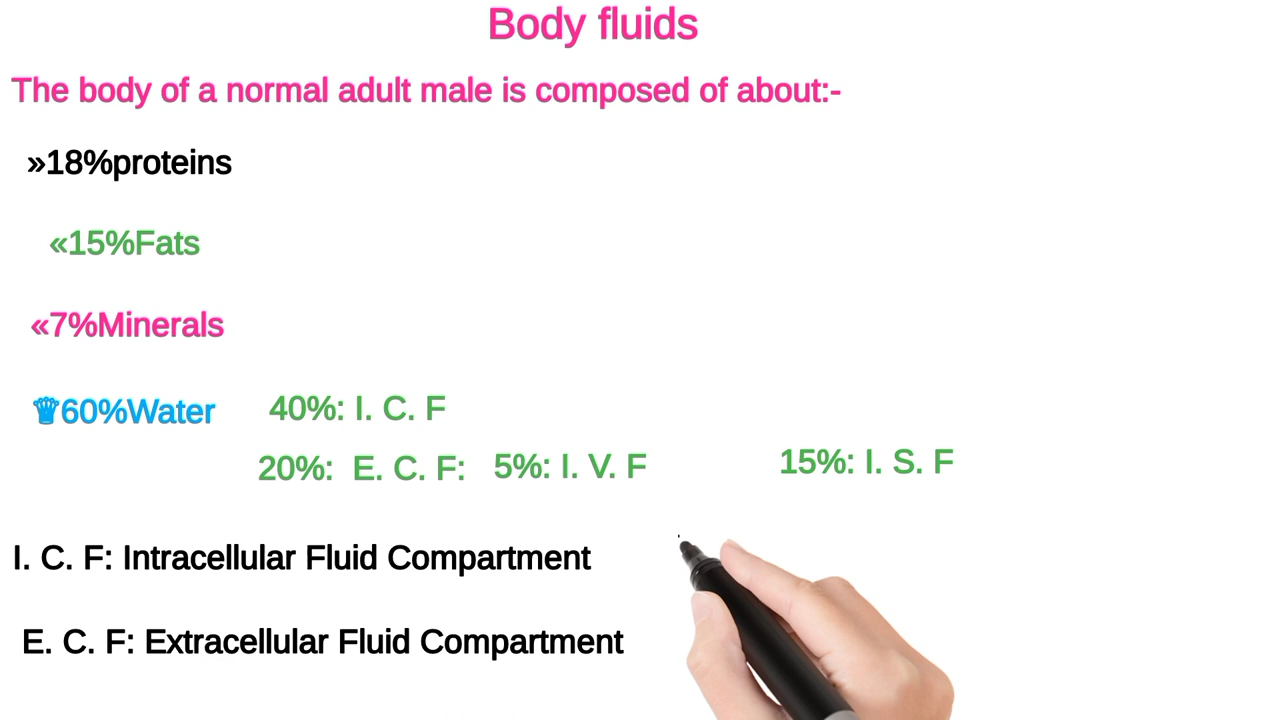 Body fluids
The body of a normal adult male is composed of about:-
»18%proteins
«15%Fats
«7%Minerals
♛60%Water 40%: I. C. F
20%: E. C. F: 5%: I. V. F 15%: I. S. F
I. C. F: Intracellular Fluid Compartment
E. C. F: Extracellular Fluid Compartment